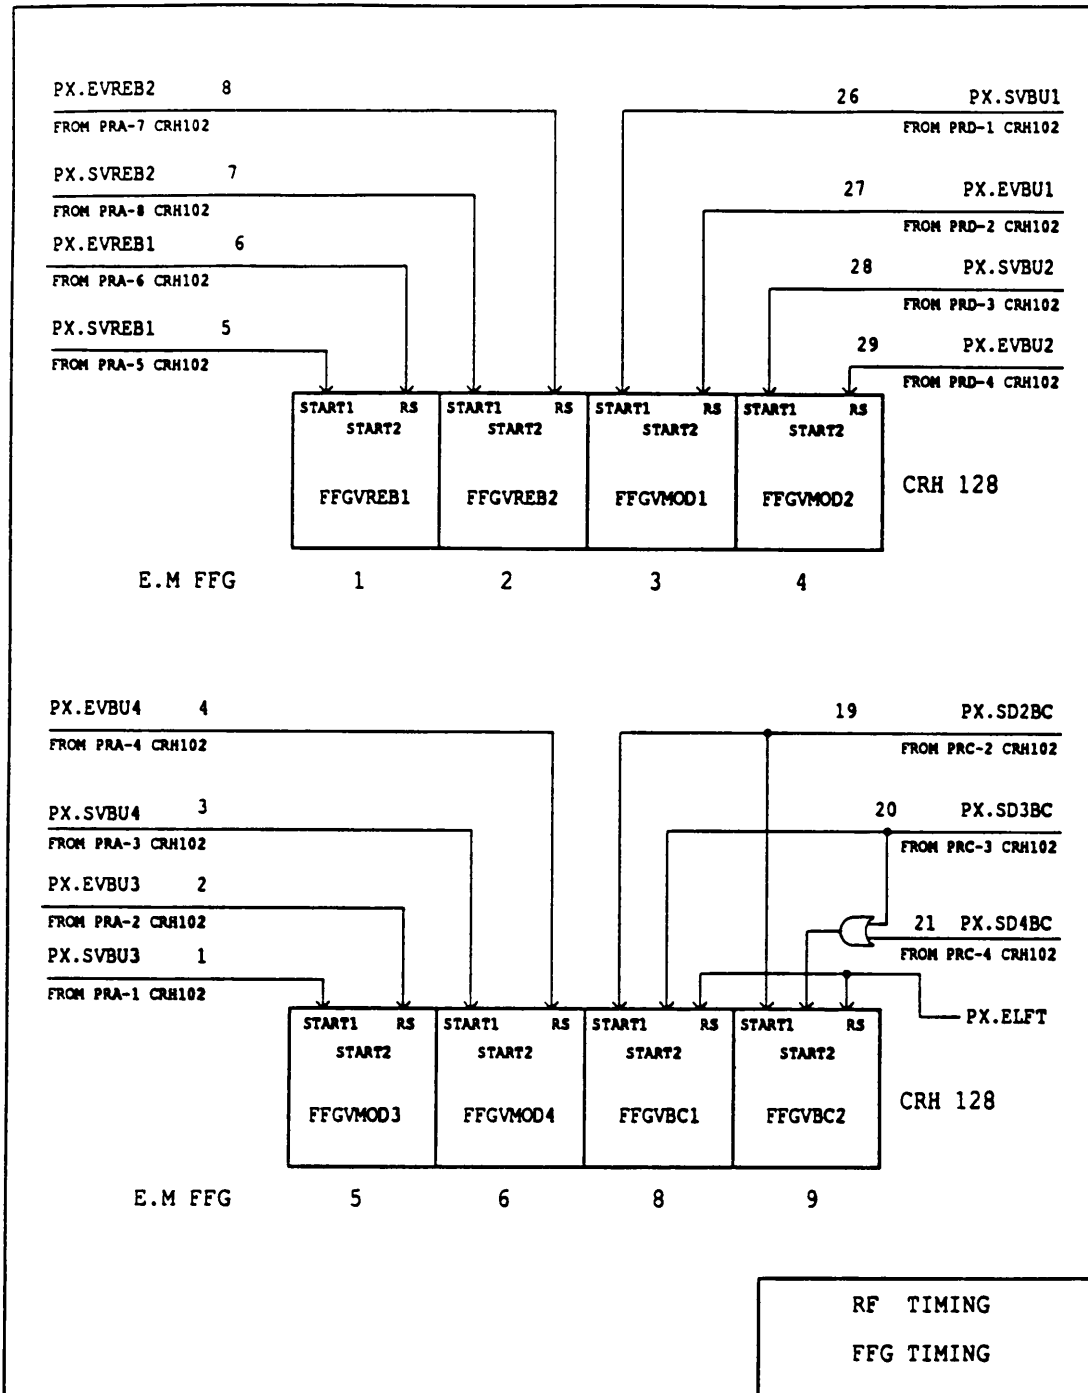 PX.EVREB2 8
FROM PRA-7 CRH102
PX.SVREB2 7
FROM PRA-8 CRH102
PX.EVREB1 6
FROM PRA-6 CRH102
PX.SVREB1 5
FROM PRA-5 CRH102
26 PX.SVBU1
FROM PRD-1 CRH102
27 PX.EVBU1
FROM PRD-2 CRH102
28 PX.SVBU2
FROM PRD-3 CRH102
29 PX.EVBU2
FROM PRD-4 CRH102
START1 RS START1 RS START1 RS START1 RS
START2 START2 START2 START2
FFGVREB1 FFGVREB2 FFGVMOD1 FFGVMOD2
CRH 128
E.M FFG 1 2 3 4
PX.EVBU4 4
FROM PRA-4 CRH102
PX.SVBU4 3
FROM PRA-3 CRH102
PX.EVBU3 2
FROM PRA-2 CRH102
PX.SVBU3 1
FROM PRA-1 CRH102
19 PX.SD2BC
FROM PRC-2 CRH102
20 PX.SD3BC
FROM PRC-3 CRH102
21 PX.SD4BC
FROM PRC-4 CRH102
PX.ELFT
START1 RS START1 RS START1 RS START1 RS
START2 START2 START2 START2
FFGVMOD3 FFGVMOD4 FFGVBC1 FFGVBC2
CRH 128
E.M FFG 5 6 8 9
RF TIMING
FFG TIMING